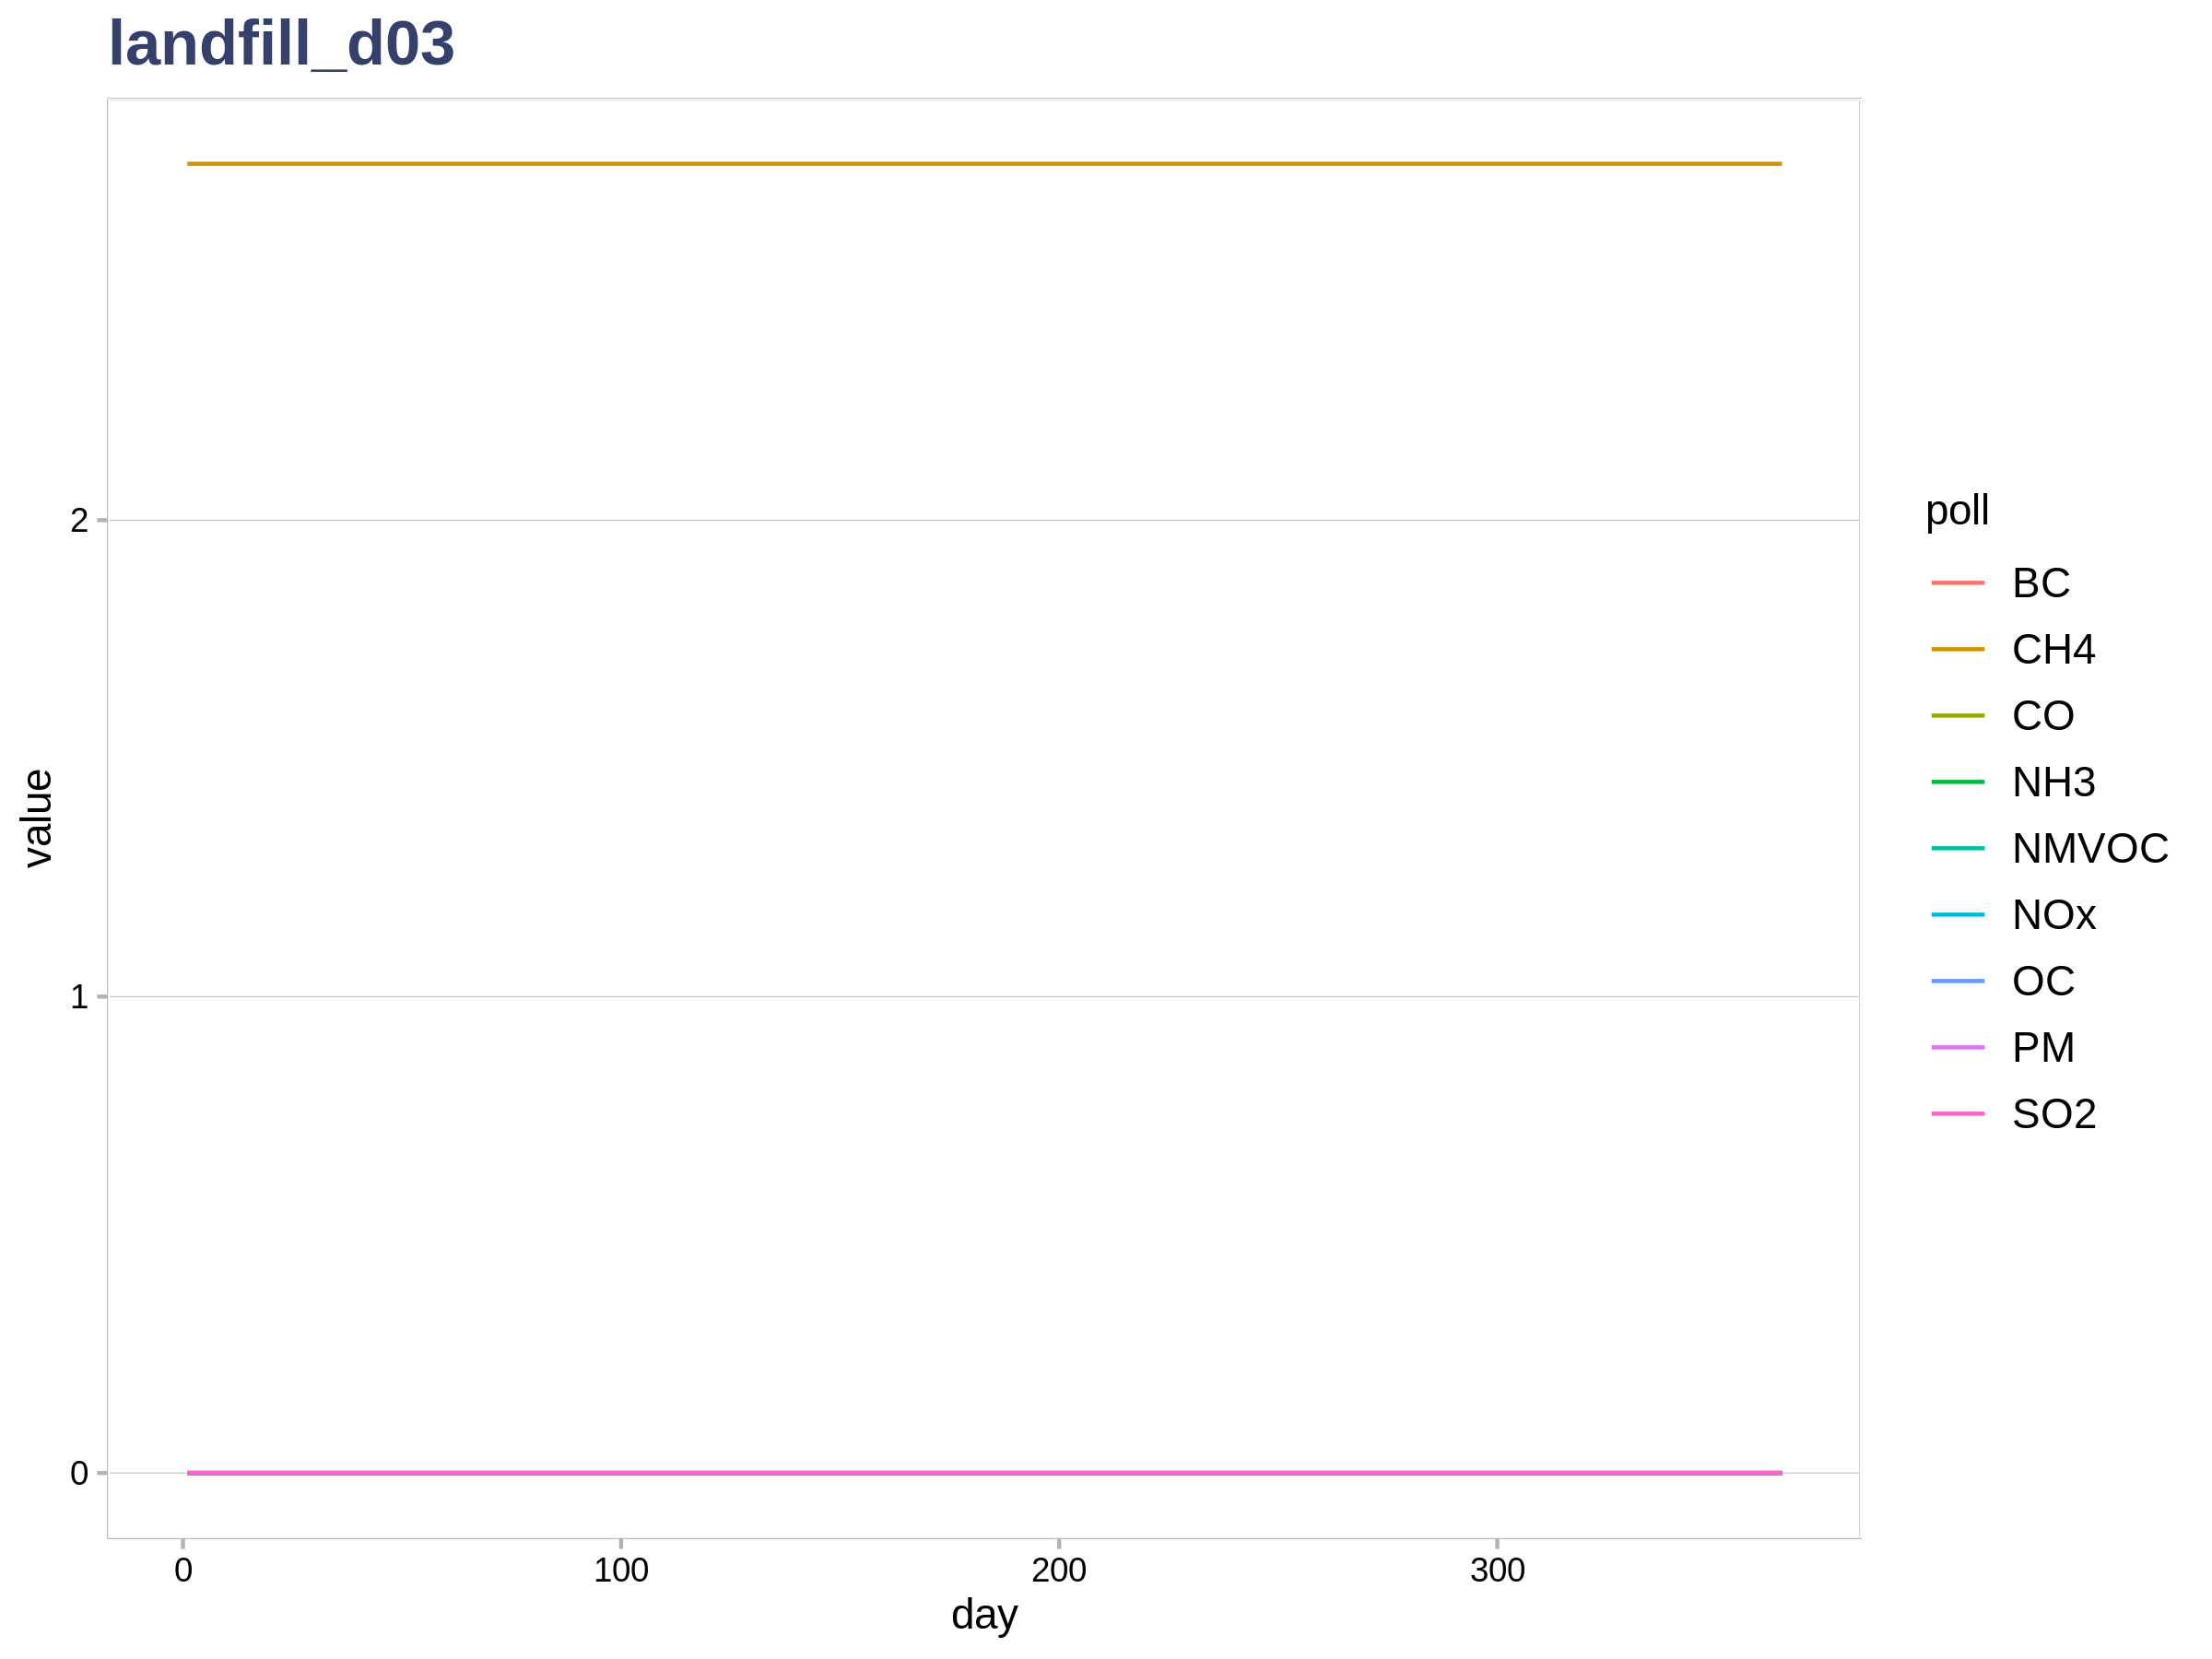 landfill_d03
value
2
1
0
0 100 200 300
day
poll
BC
CH4
CO
NH3
NMVOC
NOx
OC
PM
SO2